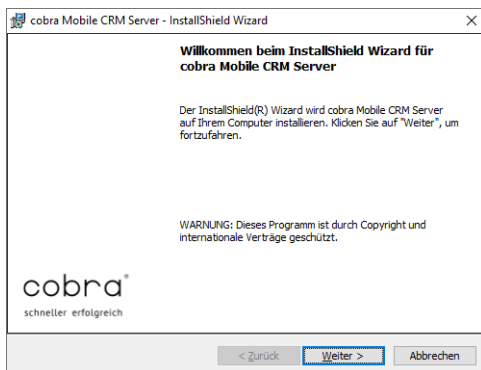 cobra Mobile CRM Server - InstallShield Wizard
Willkommen beim InstallShield Wizard für
cobra Mobile CRM Server
Der InstallShield(R) Wizard wird cobra Mobile CRM Server
auf Ihrem Computer installieren. Klicken Sie auf "Weiter", um
fortzufahren.
WARNUNG: Dieses Programm ist durch Copyright und
internationale Verträge geschützt.
cobra®
schneller erfolgreich
< Zurück Weiter > Abbrechen